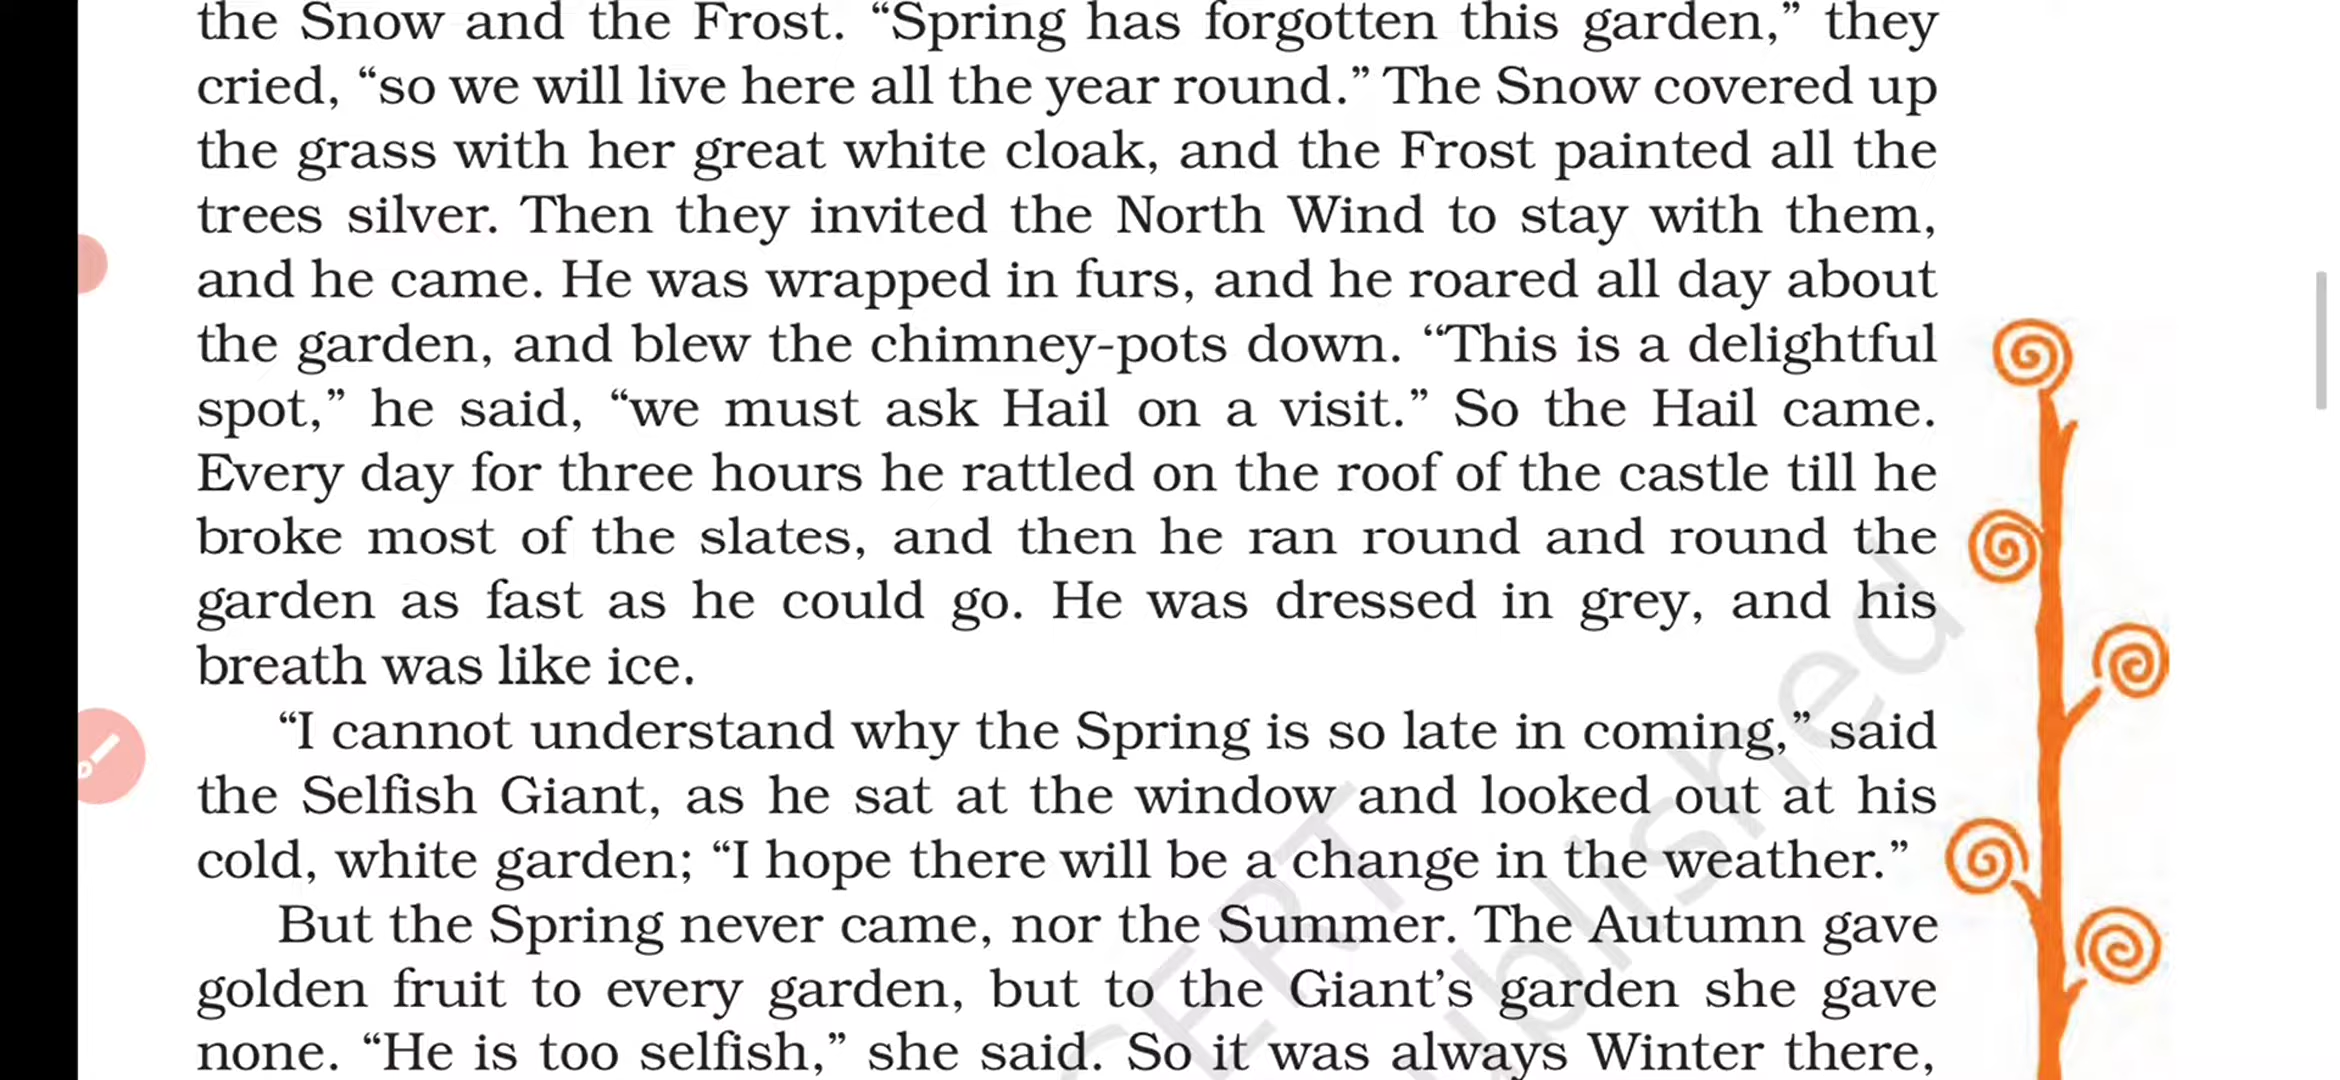 the Snow and the Frost. “Spring has forgotten this garden,” they
cried, “so we will live here all the year round.” The Snow covered up
the grass with her great white cloak, and the Frost painted all the
trees silver. Then they invited the North Wind to stay with them,
and he came. He was wrapped in furs, and he roared all day about
the garden, and blew the chimney-pots down. “This is a delightful
spot,” he said, “we must ask Hail on a visit.” So the Hail came.
Every day for three hours he rattled on the roof of the castle till he
broke most of the slates, and then he ran round and round the
garden as fast as he could go. He was dressed in grey, and his
breath was like ice.
“I cannot understand why the Spring is so late in coming,” said
the Selfish Giant, as he sat at the window and looked out at his
cold, white garden; “I hope there will be a change in the weather.”
But the Spring never came, nor the Summer. The Autumn gave
golden fruit to every garden, but to the Giant’s garden she gave
none. “He is too selfish,” she said. So it was always Winter there,